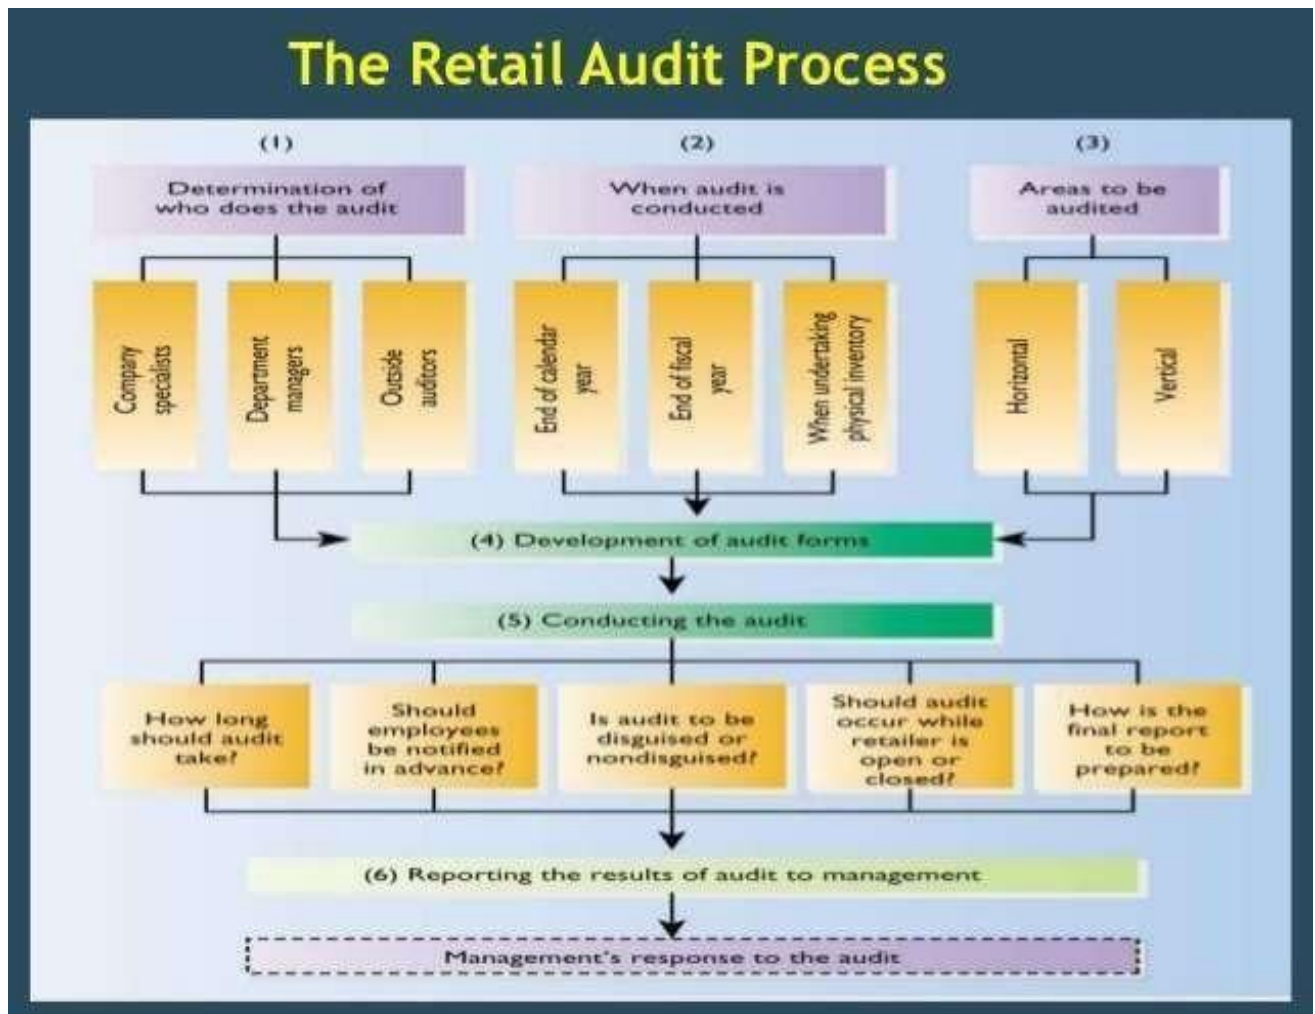 The Retail Audit Process
(1)
Determination of
who does the audit
(2)
When audit is
conducted
(3)
Areas to be
audited
Company
specialists
Department
managers
Outside
auditors
End of calendar
year
End of fiscal
year
When undertaking
physical inventory
Horizontal
Vertical
(4) Development of audit forms
(5) Conducting the audit
How long
should audit
take?
Should
employees
be notified
in advance?
Is audit to be
disguised or
nondisguised?
Should audit
occur while
retailer is
open or
closed?
How is the
final report
to be
prepared?
(6) Reporting the results of audit to management
Management's response to the audit